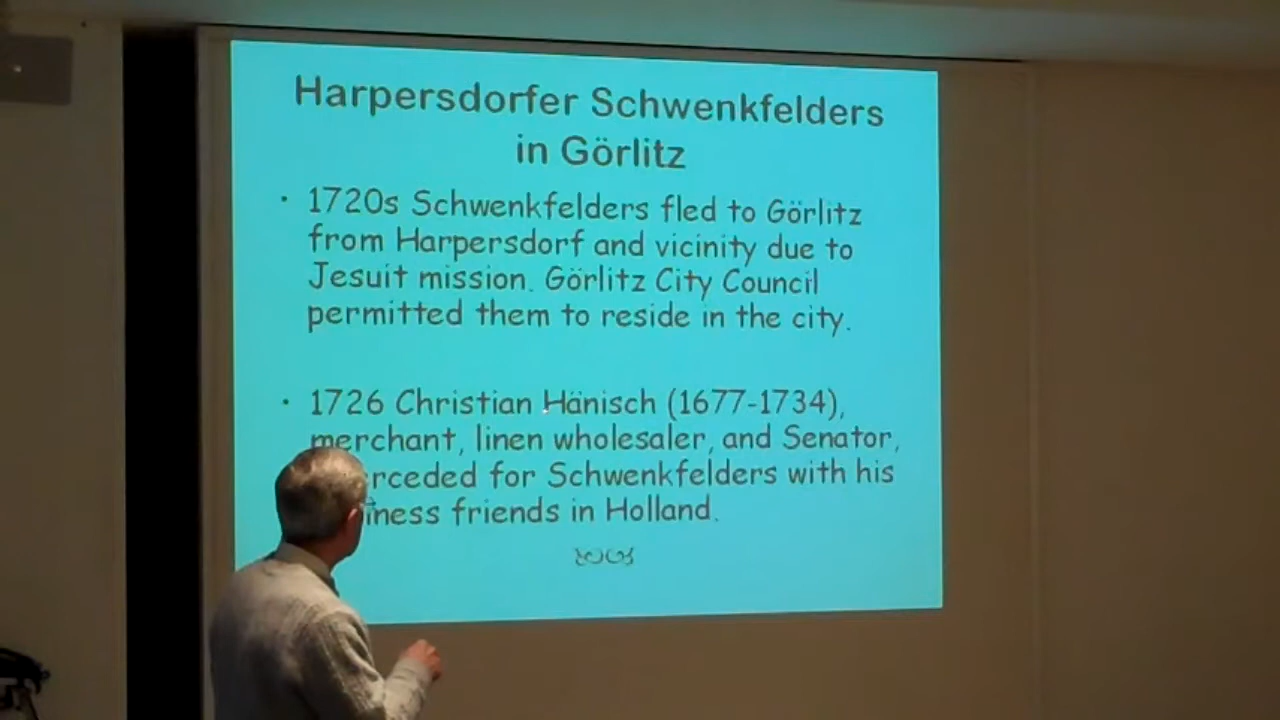 Harpersdorfer Schwenkfelders
in Görlitz
• 1720s Schwenkfelders fled to Görlitz
from Harpersdorf and vicinity due to
Jesuit mission. Görlitz City Council
permitted them to reside in the city.
• 1726 Christian Hänisch (1677-1734),
merchant, linen wholesaler, and Senator,
rceded for Schwenkfelders with his
iness friends in Holland.